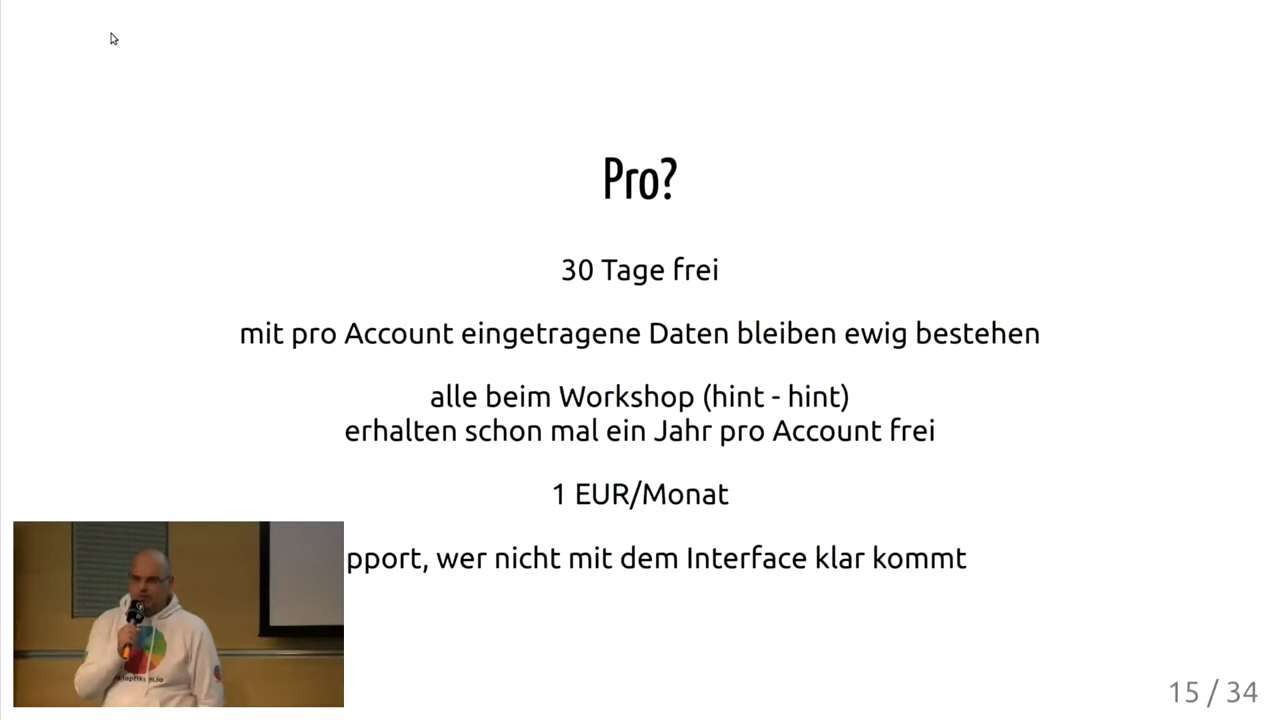 Pro?
30 Tage frei
mit pro Account eingetragene Daten bleiben ewig bestehen
alle beim Workshop (hint - hint)
erhalten schon mal ein Jahr pro Account frei
1 EUR/Monat
pport, wer nicht mit dem Interface klar kommt
15 / 34